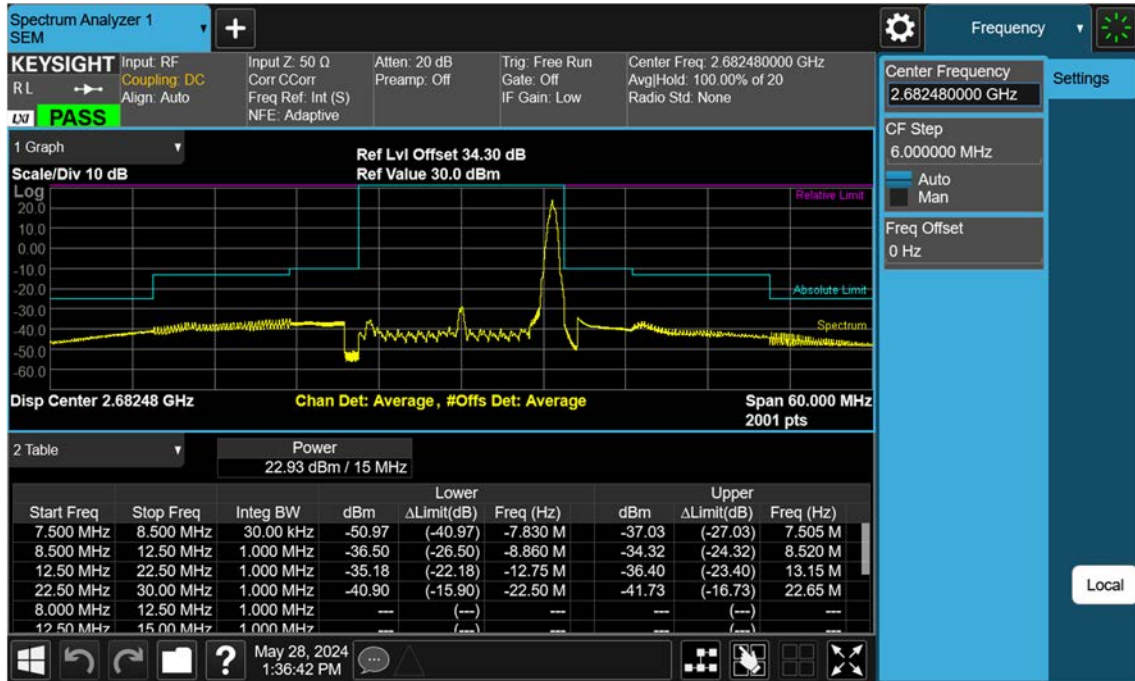 Spectrum Analyzer 1
SEM
Frequency
KEYSIGHT
RL
LXI PASS
Input: RF
Coupling: DC
Align: Auto
Input Z: 50 Ω
Corr CCorr
Freq Ref: Int (S)
NFE: Adaptive
Atten: 20 dB
Preamp: Off
Trig: Free Run
Gate: Off
IF Gain: Low
Center Freq: 2.682480000 GHz
Avg|Hold: 100.00% of 20
Radio Std: None
Center Frequency
2.682480000 GHz
Settings
CF Step
6.000000 MHz
Auto
Man
Freq Offset
0 Hz
Local
1 Graph
Ref Lvl Offset 34.30 dB
Scale/Div 10 dB
Ref Value 30.0 dBm
Log
Relative Limit
20.0
10.0
0.00
-10.0
-20.0
Absolute Limit
-30.0
-40.0
Spectrum
-50.0
-60.0
Disp Center 2.68248 GHz
Chan Det: Average, #Offs Det: Average
Span 60.000 MHz
2001 pts
2 Table
Power
22.93 dBm / 15 MHz
Lower Upper
Start Freq Stop Freq Integ BW dBm ΔLimit(dB) Freq (Hz) dBm ΔLimit(dB) Freq (Hz)
7.500 MHz 8.500 MHz 30.00 kHz -50.97 (-40.97) -7.830 M -37.03 (-27.03) 7.505 M
8.500 MHz 12.50 MHz 1.000 MHz -36.50 (-26.50) -8.860 M -34.32 (-24.32) 8.520 M
12.50 MHz 22.50 MHz 1.000 MHz -35.18 (-22.18) -12.75 M -36.40 (-23.40) 13.15 M
22.50 MHz 30.00 MHz 1.000 MHz -40.90 (-15.90) -22.50 M -41.73 (-16.73) 22.65 M
8.000 MHz 12.50 MHz 1.000 MHz --- (---) --- --- (---) ---
12.50 MHz 15.00 MHz 1.000 MHz --- (---) --- --- (---) ---
?
May 28, 2024
1:36:42 PM